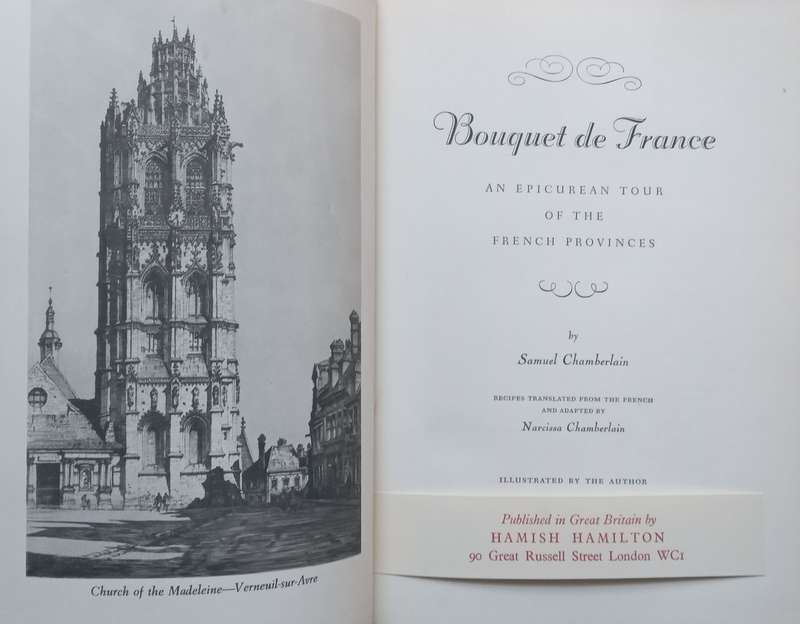 Church of the Madeleine—Verneuil-sur-Avre
Bouquet de France
AN EPICUREAN TOUR
OF THE
FRENCH PROVINCES
by
Samuel Chamberlain
RECIPES TRANSLATED FROM THE FRENCH
AND ADAPTED BY
Narcissa Chamberlain
ILLUSTRATED BY THE AUTHOR
Published in Great Britain by
HAMISH HAMILTON
90 Great Russell Street London WC1